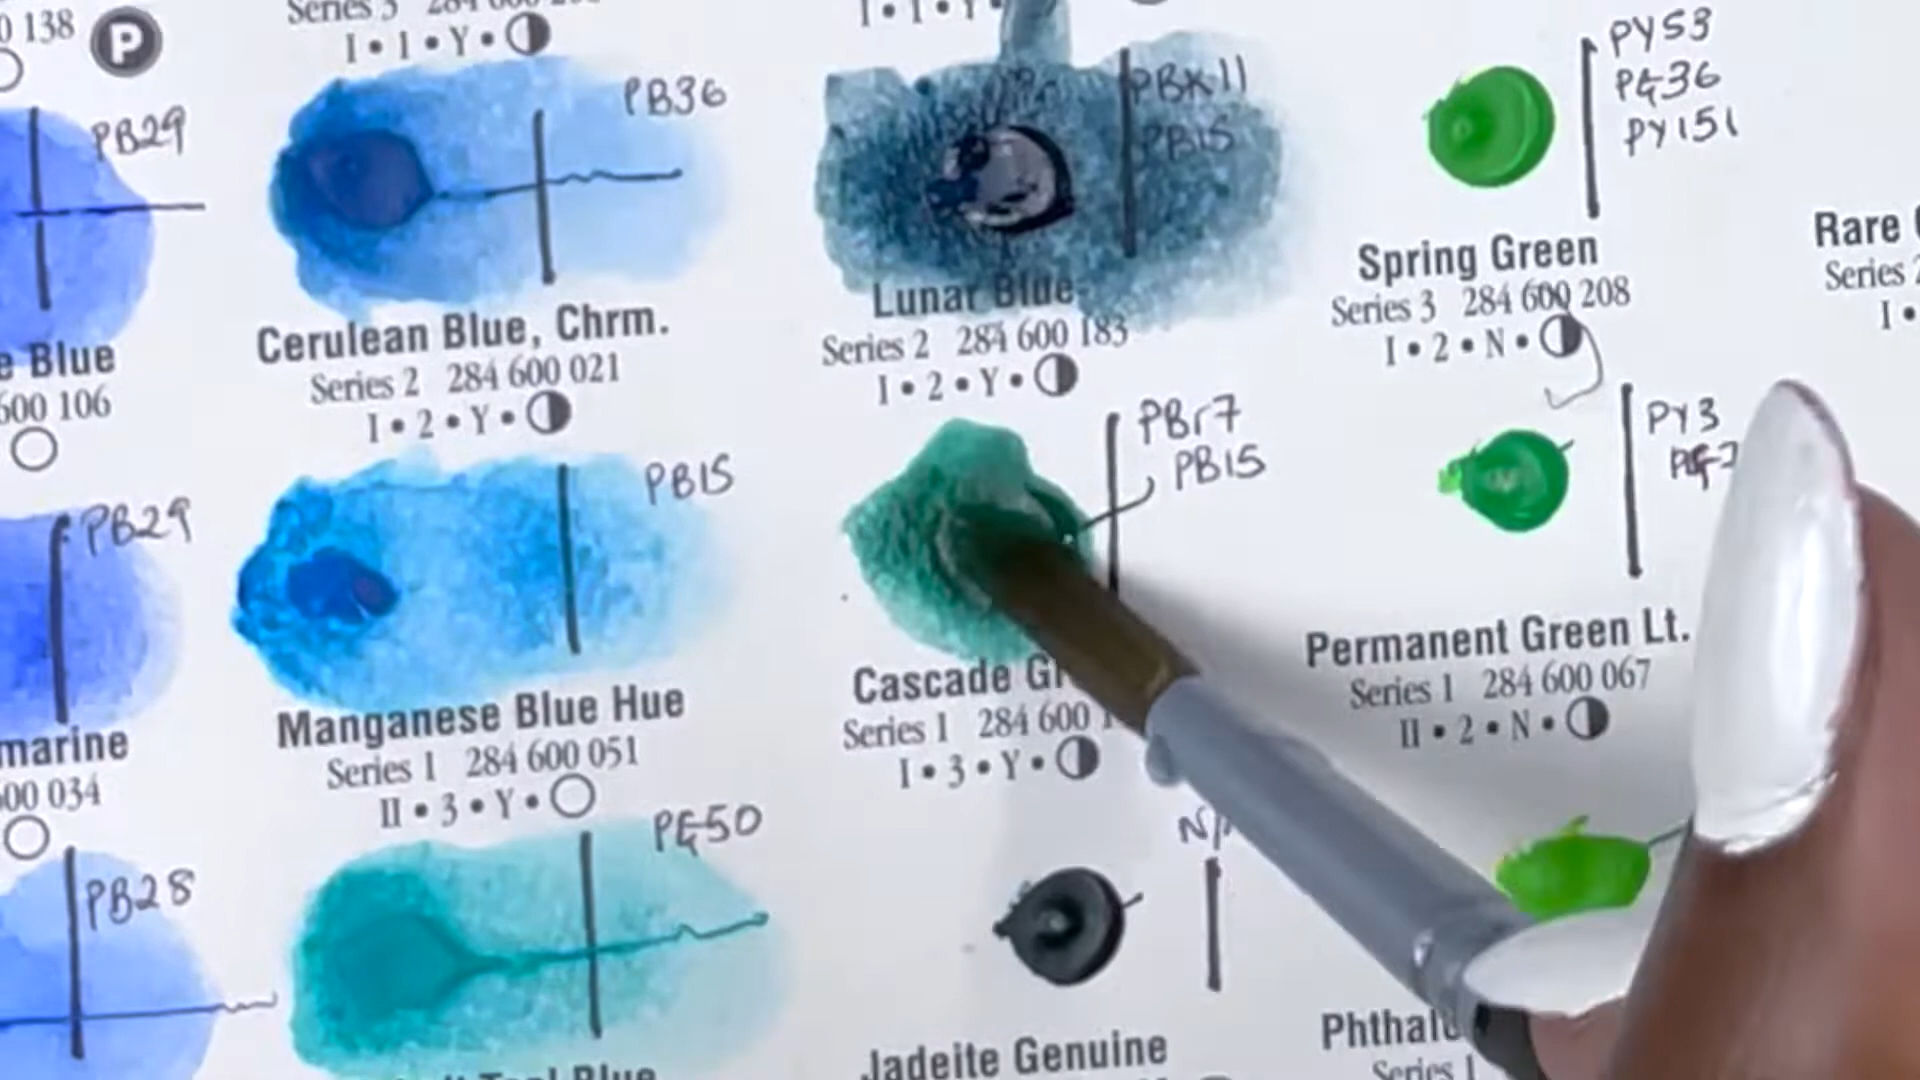 0 138
P
I • 1 • Y •
PB29
e Blue
600 106
PB29
marine
00 034
PB28
PB36
Cerulean Blue, Chrm.
Series 2 284 600 021
I • 2 • Y •
PB15
Manganese Blue Hue
Series 1 284 600 051
II • 3 • Y •
PG50
PBK11
PB15
Lunar Blue
Series 2 284 600 183
I • 2 • Y •
PBr7
PB15
Cascade
Series 1 284 600
I • 3 • Y •
Jadeite Genuine
PY53
PG36
PY151
Spring Green
Series 3 284 600 208
I • 2 • N •
PY3
Permanent Green Lt.
Series 1 284 600 067
II • 2 • N •
Series 1
Rare
Series
I •